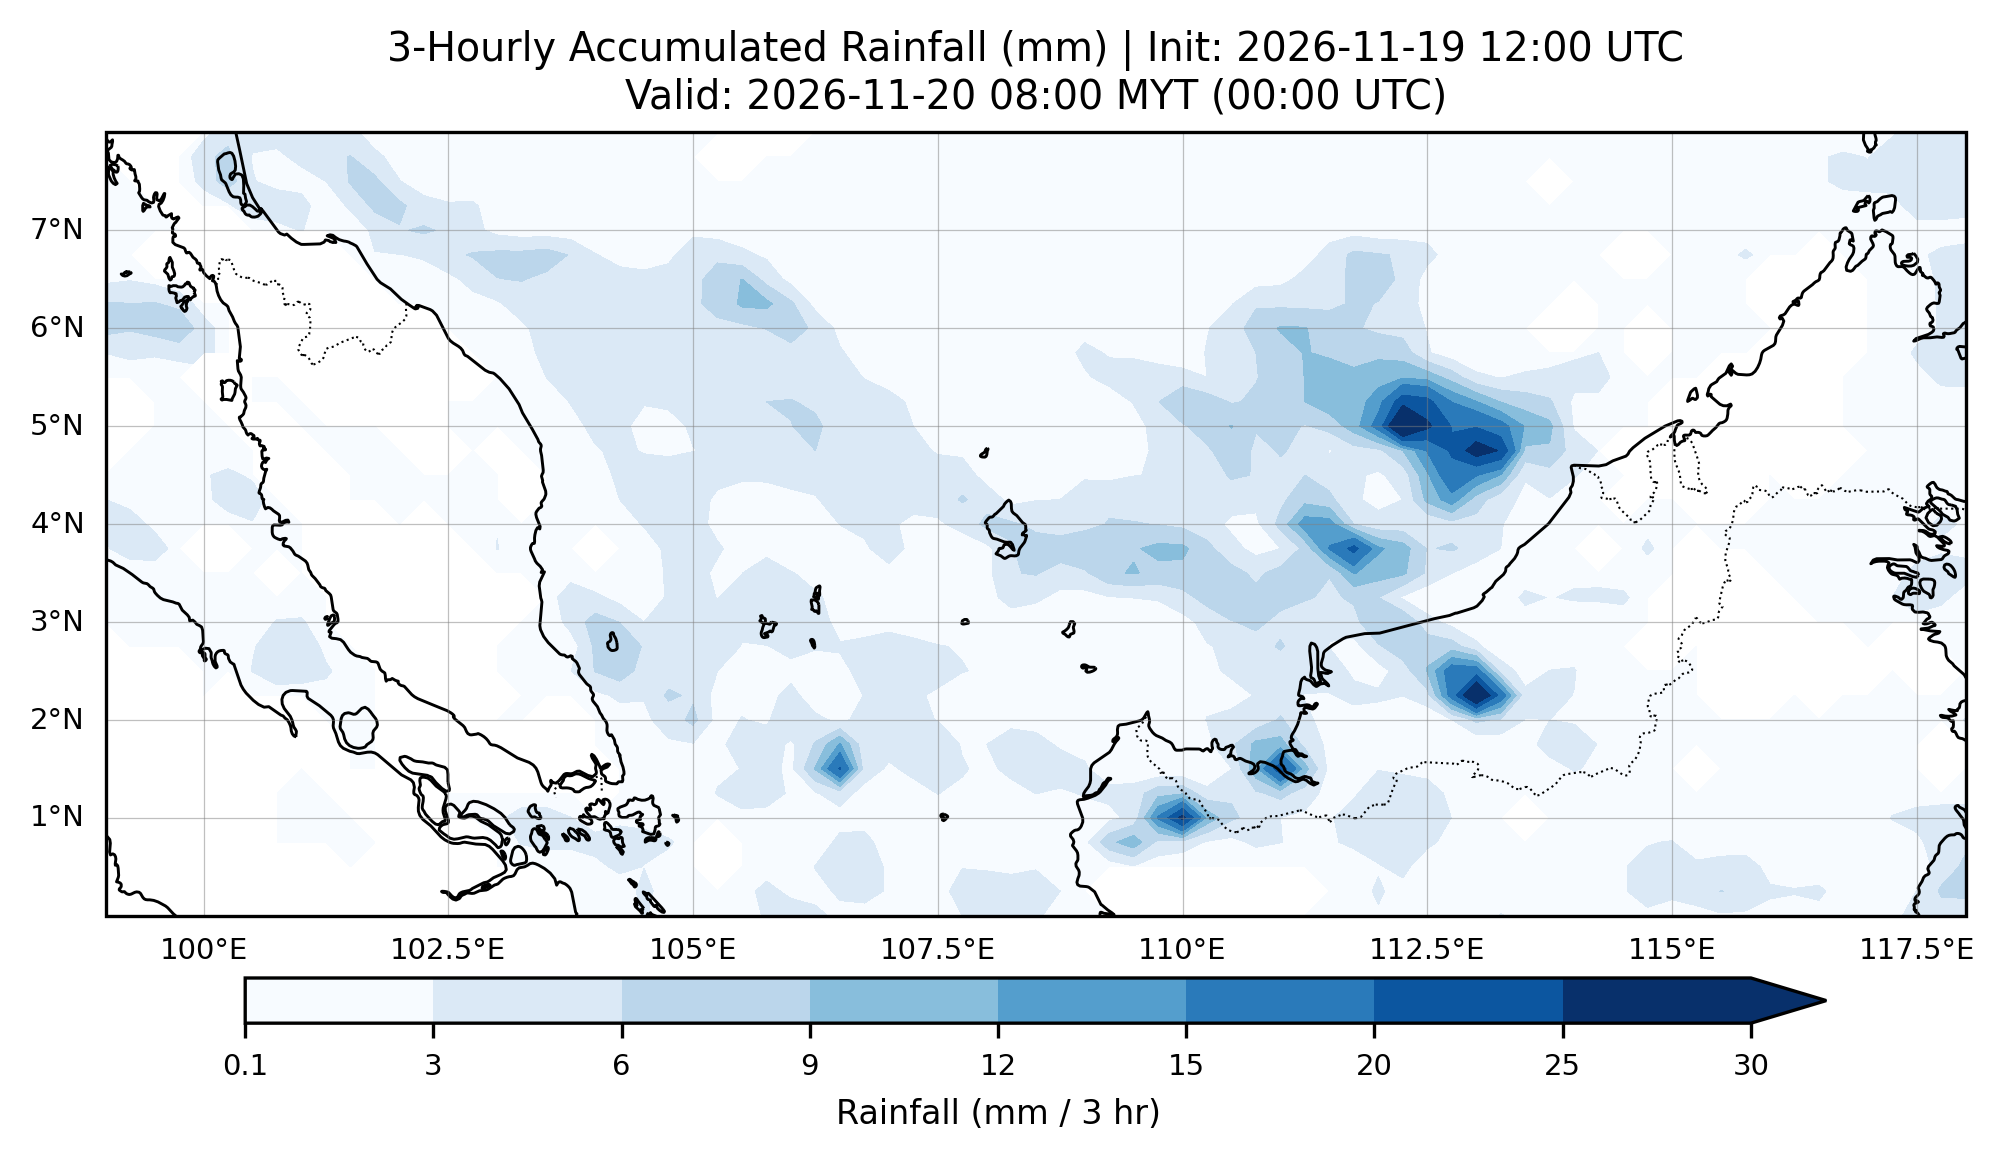 3-Hourly Accumulated Rainfall (mm) | Init: 2026-11-19 12:00 UTC
Valid: 2026-11-20 08:00 MYT (00:00 UTC)
7°N
6°N
5°N
4°N
3°N
2°N
1°N
100°E 102.5°E 105°E 107.5°E 110°E 112.5°E 115°E 117.5°E
0.1 3 6 9 12 15 20 25 30
Rainfall (mm / 3 hr)